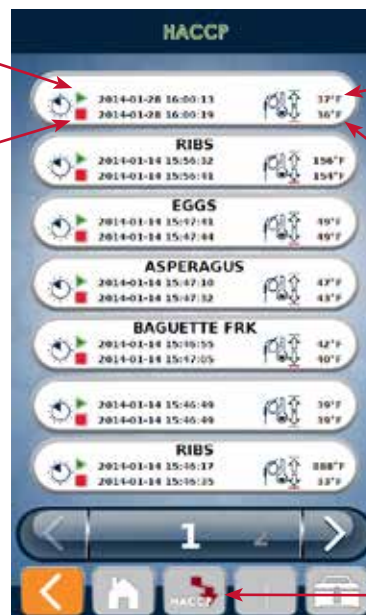 HACCP
2014-01-28 16:00:13 37°F
2014-01-28 16:00:19 36°F
RIBS
2014-01-14 15:56:32 156°F
2014-01-14 15:56:41 154°F
EGGS
2014-01-14 15:47:41 49°F
2014-01-14 15:47:44 49°F
ASPERAGUS
2014-01-14 15:47:10 47°F
2014-01-14 15:47:32 43°F
BAGUETTE FRK
2014-01-14 15:46:55 42°F
2014-01-14 15:47:05 40°F
2014-01-14 15:46:49 39°F
2014-01-14 15:46:49 39°F
RIBS
2014-01-14 15:46:17
2014-01-14 15:46:35 33°F
1 2
HACCP